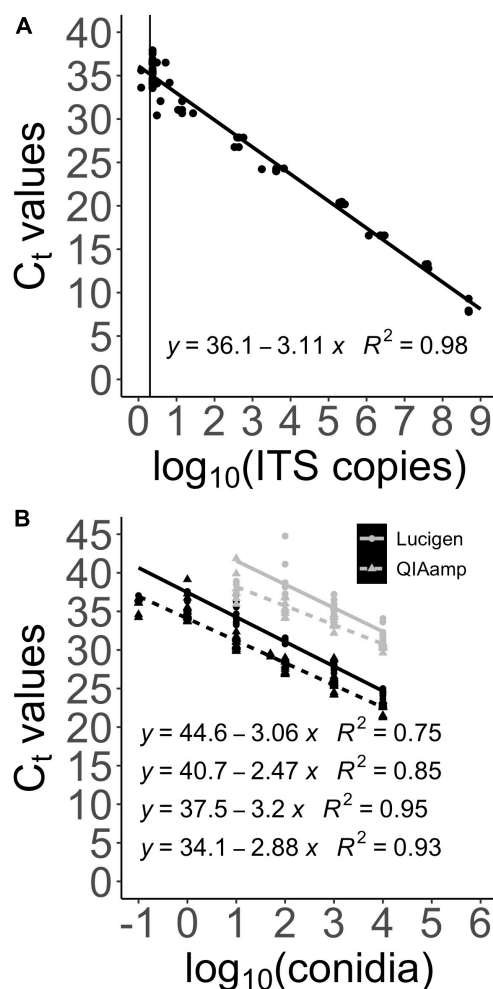 A
40
35
30
25
20
15
10
5
0
Ct values
y = 36.1 – 3.11 x R² = 0.98
0 1 2 3 4 5 6 7 8 9
log₁₀(ITS copies)
B
45
40
35
30
25
20
15
10
5
0
Ct values
Lucigen
QIAamp
y = 44.6 – 3.06 x R² = 0.75
y = 40.7 – 2.47 x R² = 0.85
y = 37.5 – 3.2 x R² = 0.95
y = 34.1 – 2.88 x R² = 0.93
-1 0 1 2 3 4 5 6
log₁₀(conidia)